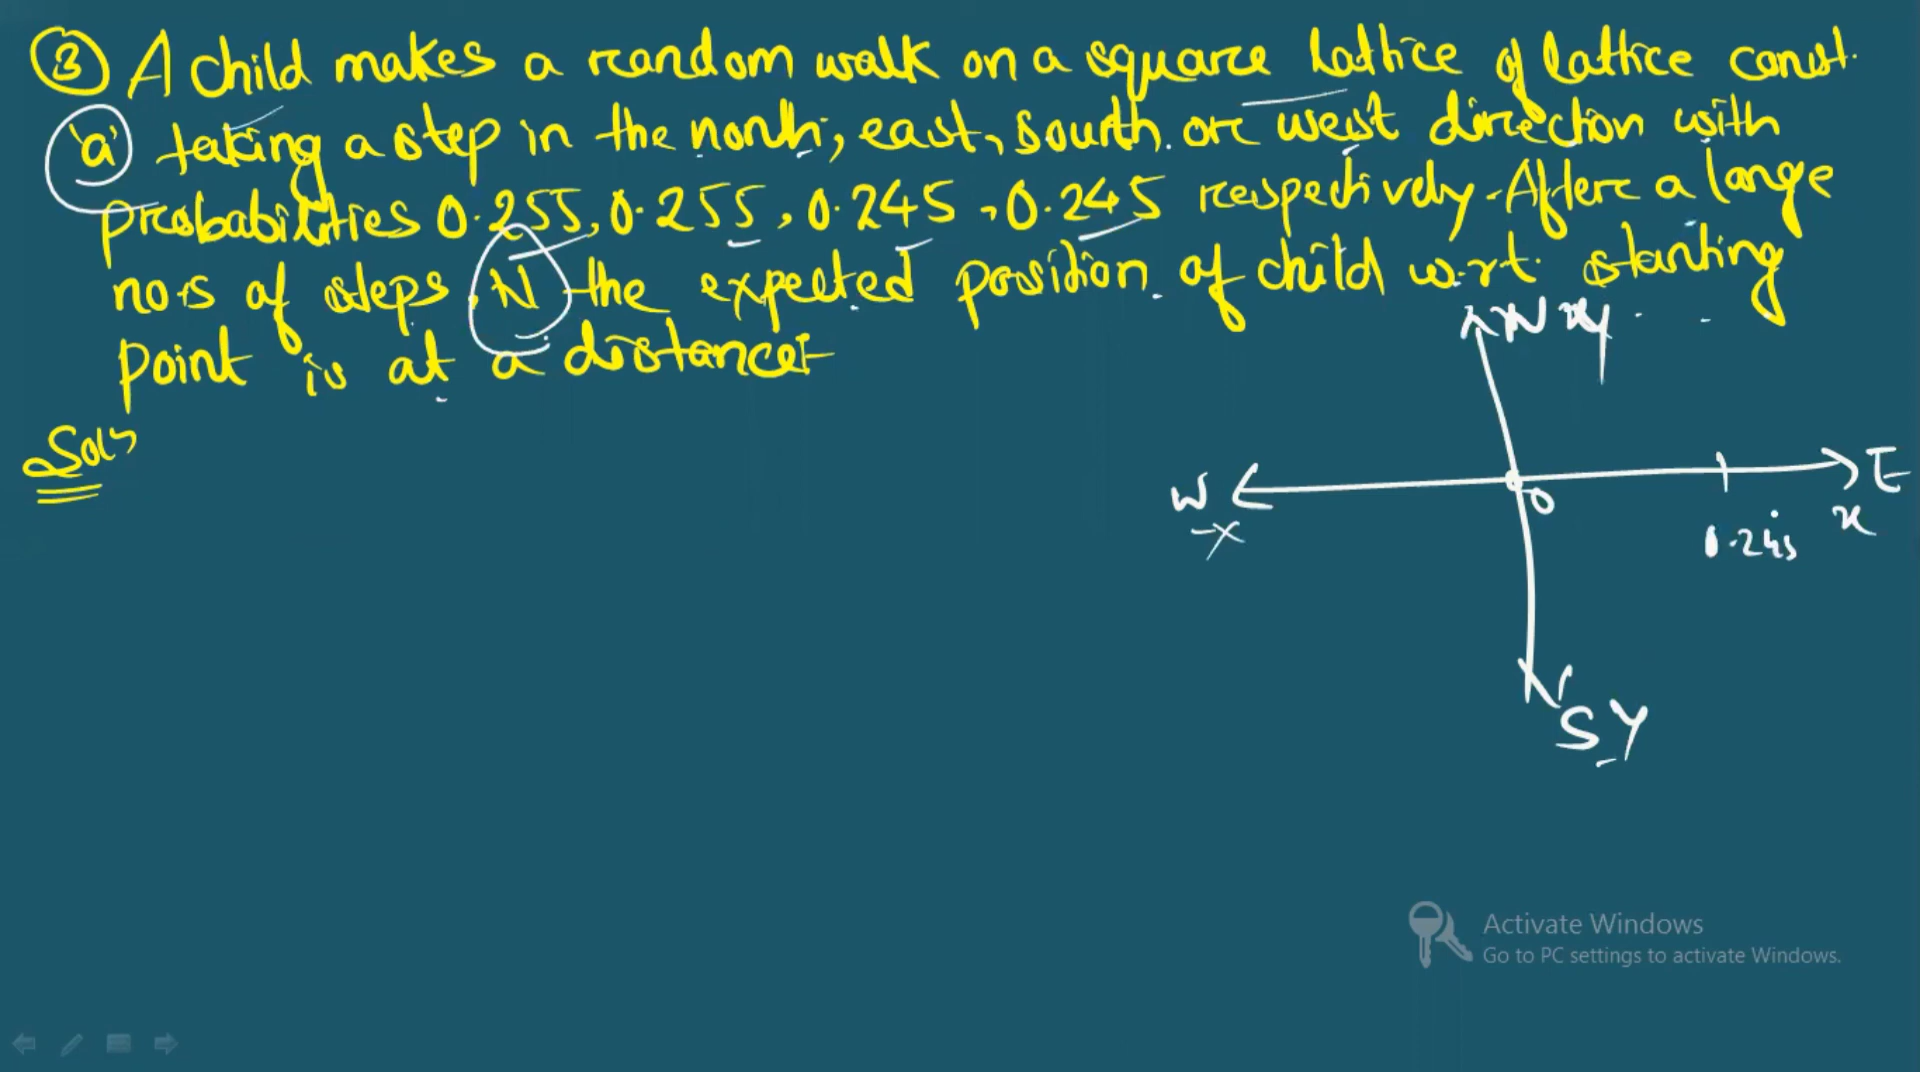 ③ A child makes a random walk on a square lattice of lattice const.
'a' taking a step in the north, east, south or west direction with
probabilities 0.255, 0.255, 0.245, 0.245 respectively. After a large
no.s of steps, N the expected position of child w.r.t. starting
point is at a distance:-
N y
Sol)
W
E
O
-x
0.245
x
S Y
Activate Windows
Go to PC settings to activate Windows.